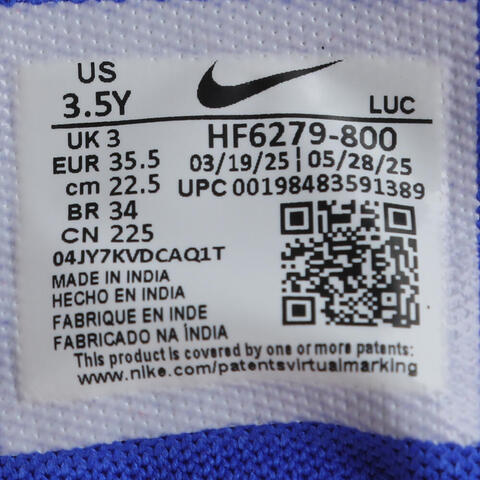 US
3.5Y
LUC
UK 3
HF6279-800
EUR 35.5
03/19/25 | 05/28/25
cm 22.5
UPC 00198483591389
BR 34
CN 225
04JY7KVDCAQ1T
MADE IN INDIA
HECHO EN INDIA
FABRIQUE EN INDE
FABRICADO NA ÍNDIA
This product is covered by one or more patents:
www.nike.com/patentsvirtualmarking